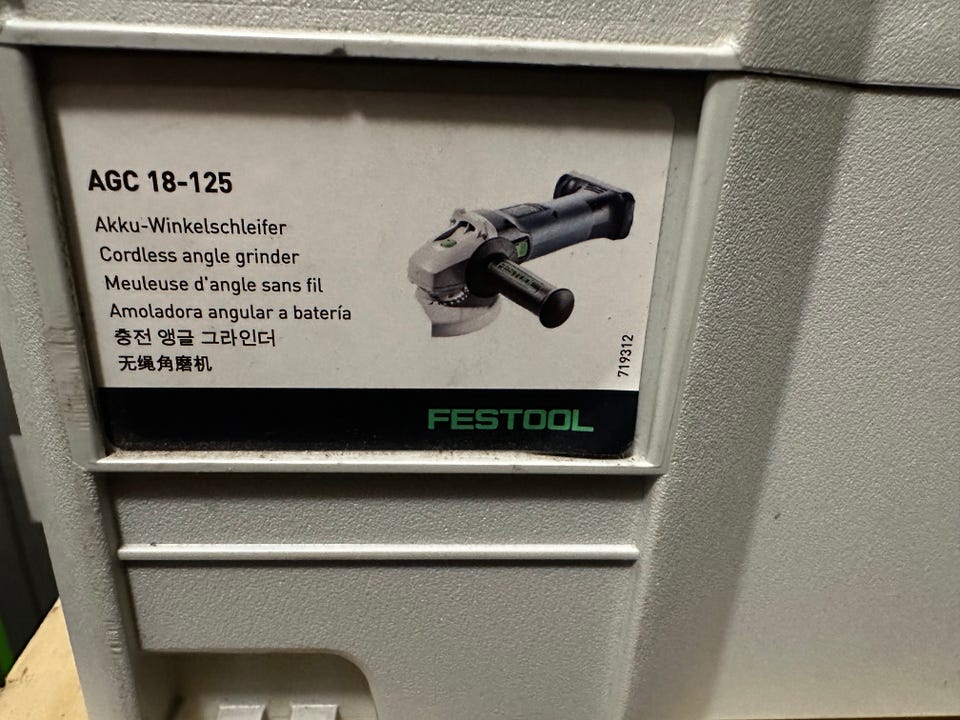 AGC 18-125
Akku-Winkelschleifer
Cordless angle grinder
Meuleuse d'angle sans fil
Amoladora angular a batería
충전 앵글 그라인더
无绳角磨机
719312
FESTOOL